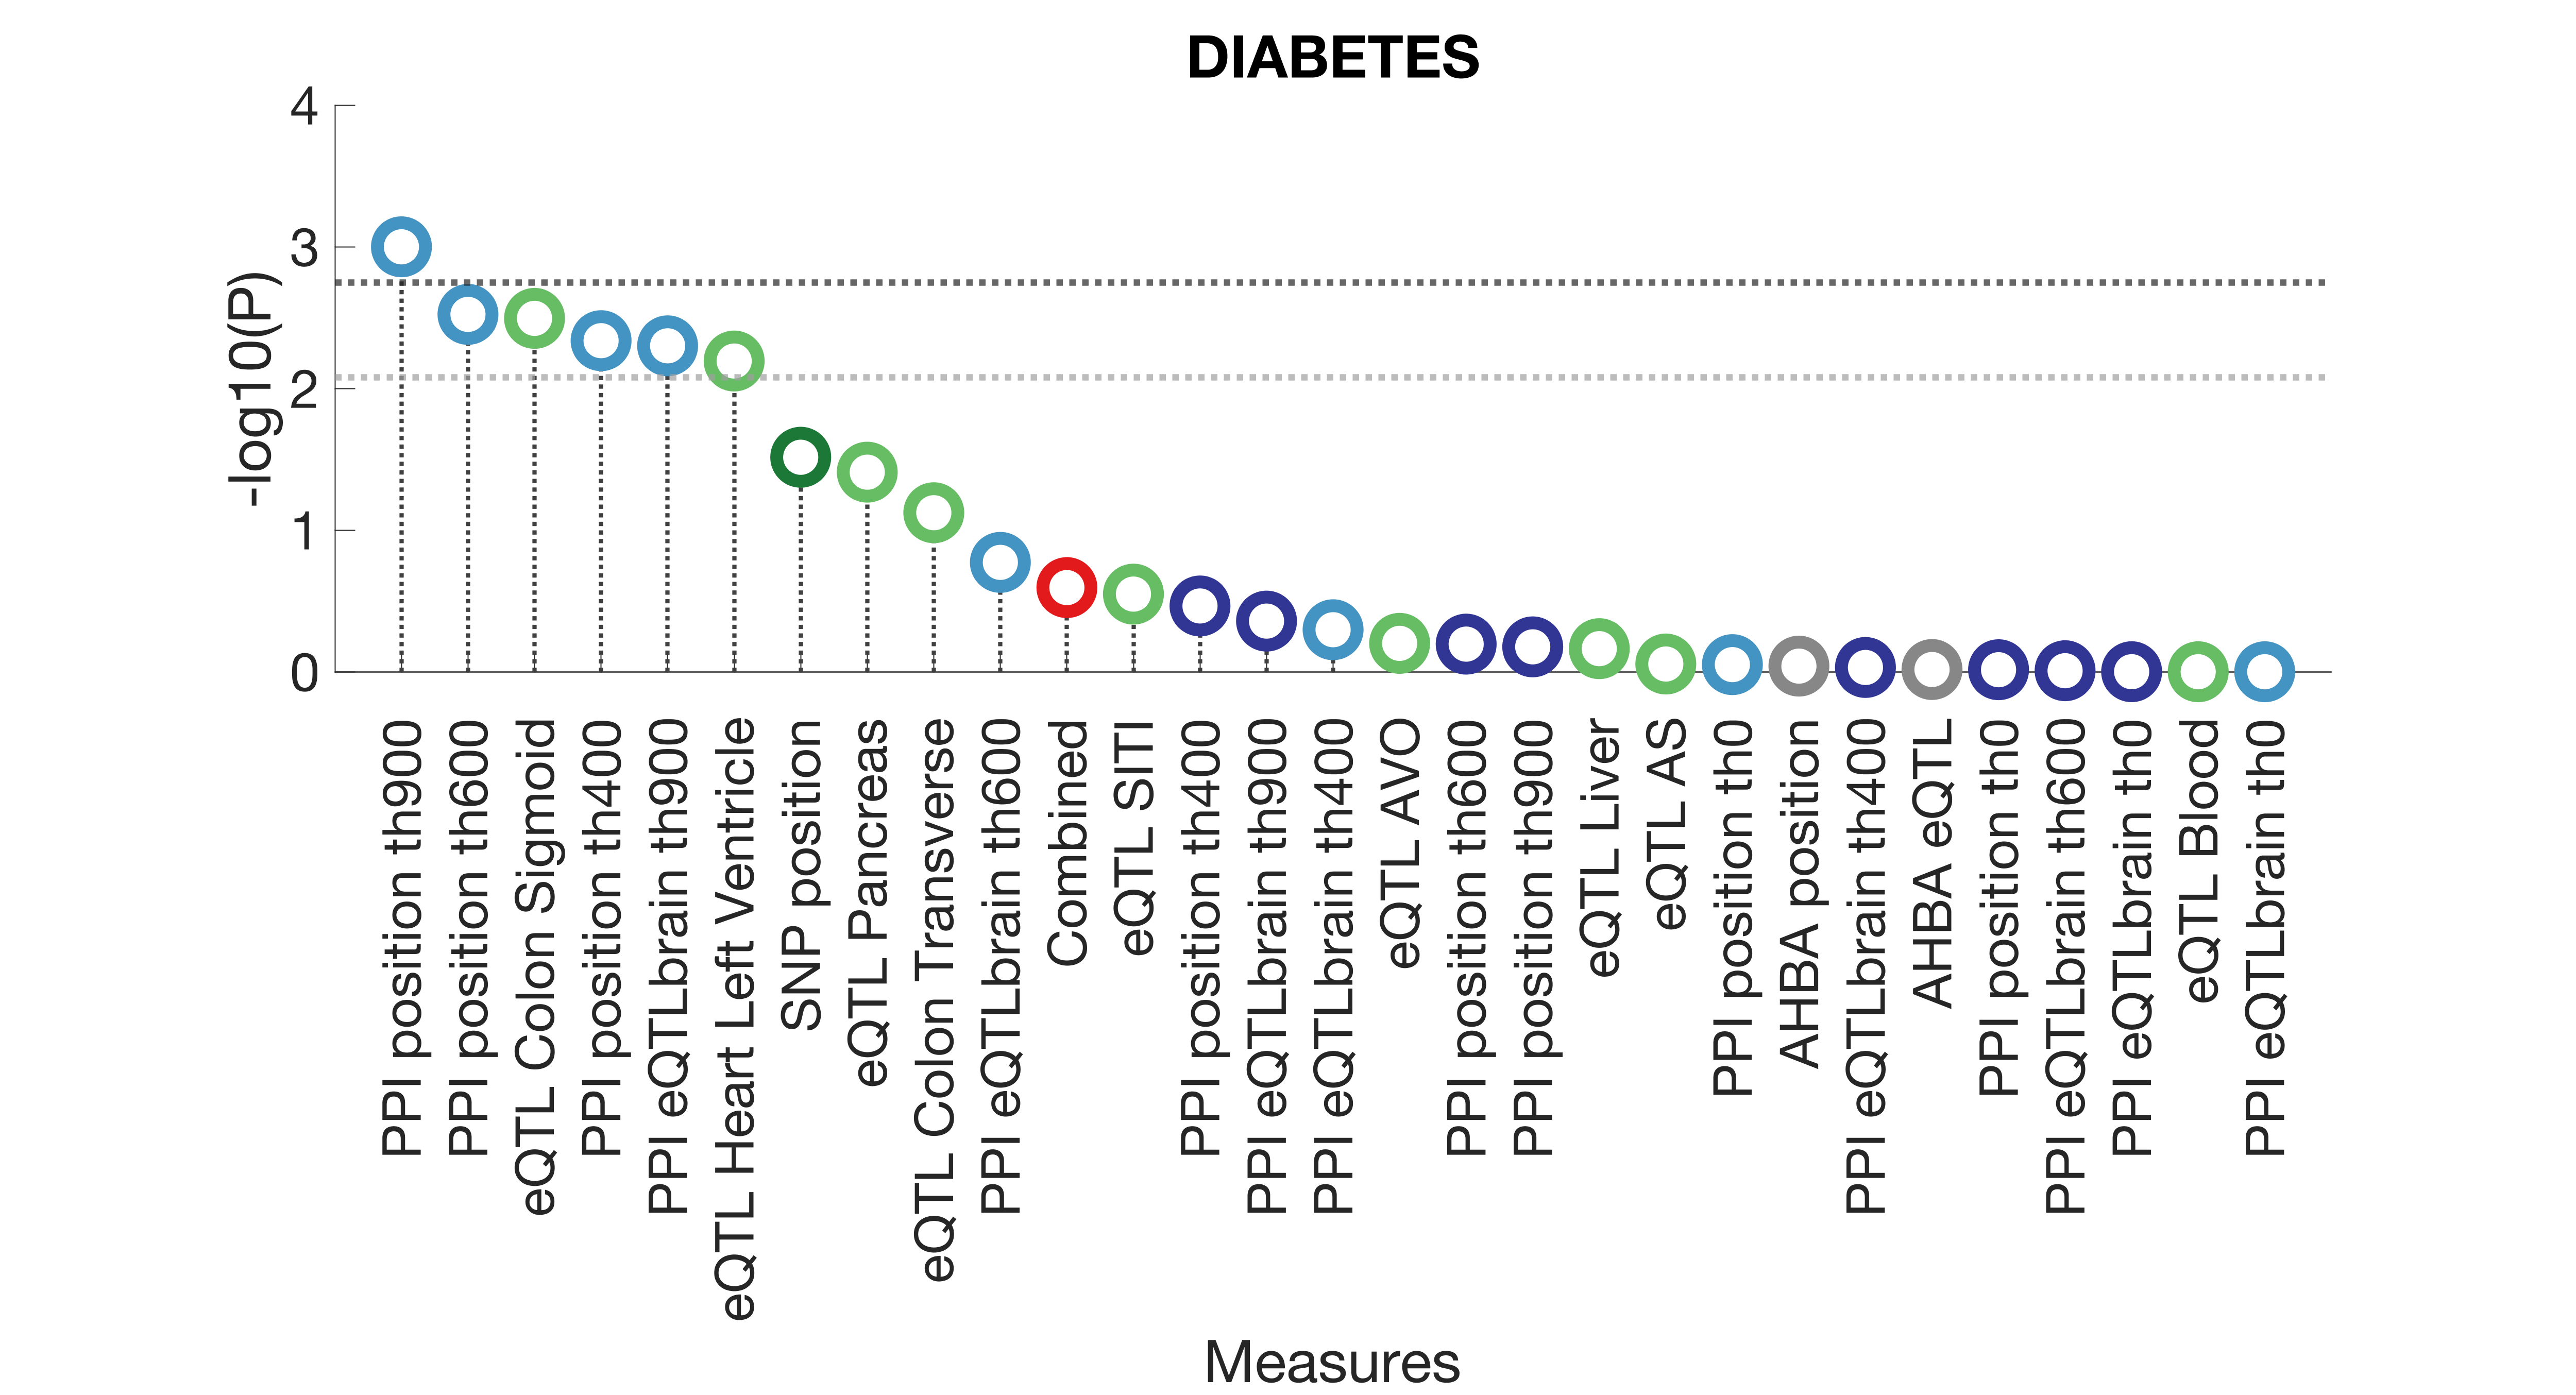 DIABETES
4
3
2
1
0
-log10(P)
PPI position th900
PPI position th600
eQTL Colon Sigmoid
PPI position th400
PPI eQTLbrain th900
eQTL Heart Left Ventricle
SNP position
eQTL Pancreas
eQTL Colon Transverse
PPI eQTLbrain th600
Combined
eQTL SITI
PPI position th400
PPI eQTLbrain th900
PPI eQTLbrain th400
eQTL AVO
PPI position th600
PPI position th900
eQTL Liver
eQTL AS
PPI position th0
AHBA position
PPI eQTLbrain th400
AHBA eQTL
PPI position th0
PPI eQTLbrain th600
PPI eQTLbrain th0
eQTL Blood
PPI eQTLbrain th0
Measures